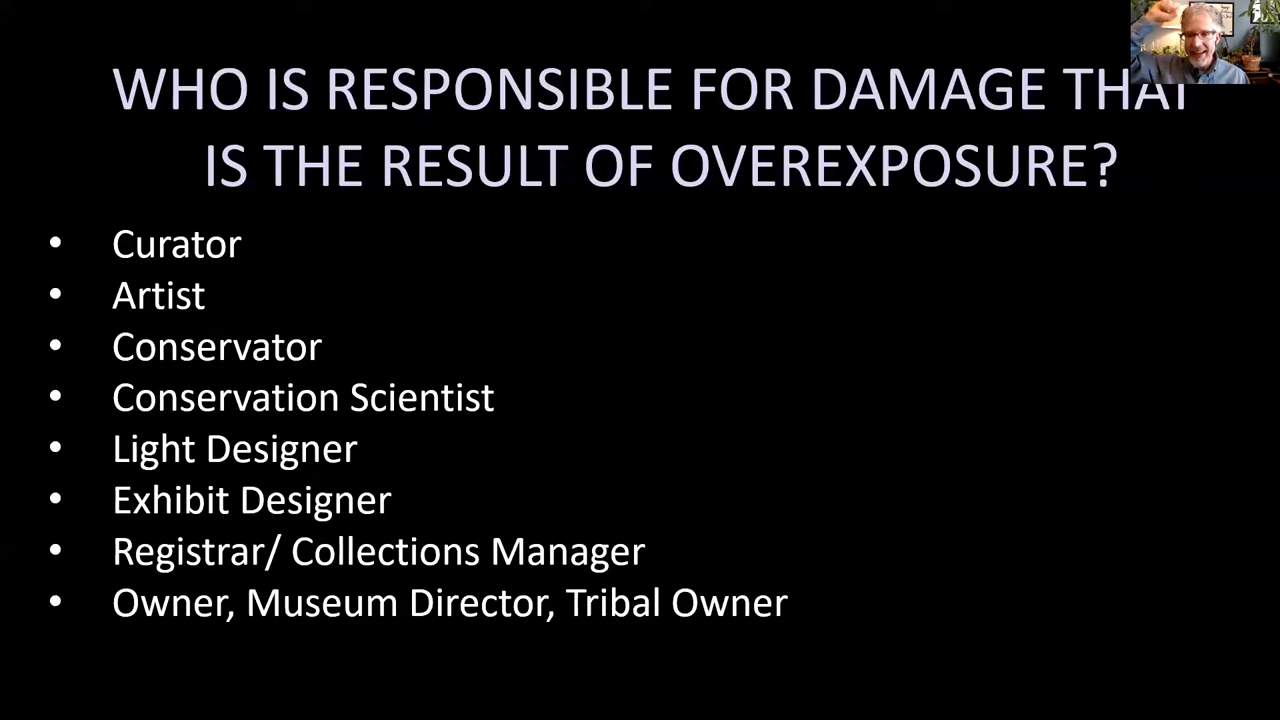 WHO IS RESPONSIBLE FOR DAMAGE THAT
IS THE RESULT OF OVEREXPOSURE?
• Curator
• Artist
• Conservator
• Conservation Scientist
• Light Designer
• Exhibit Designer
• Registrar/ Collections Manager
• Owner, Museum Director, Tribal Owner